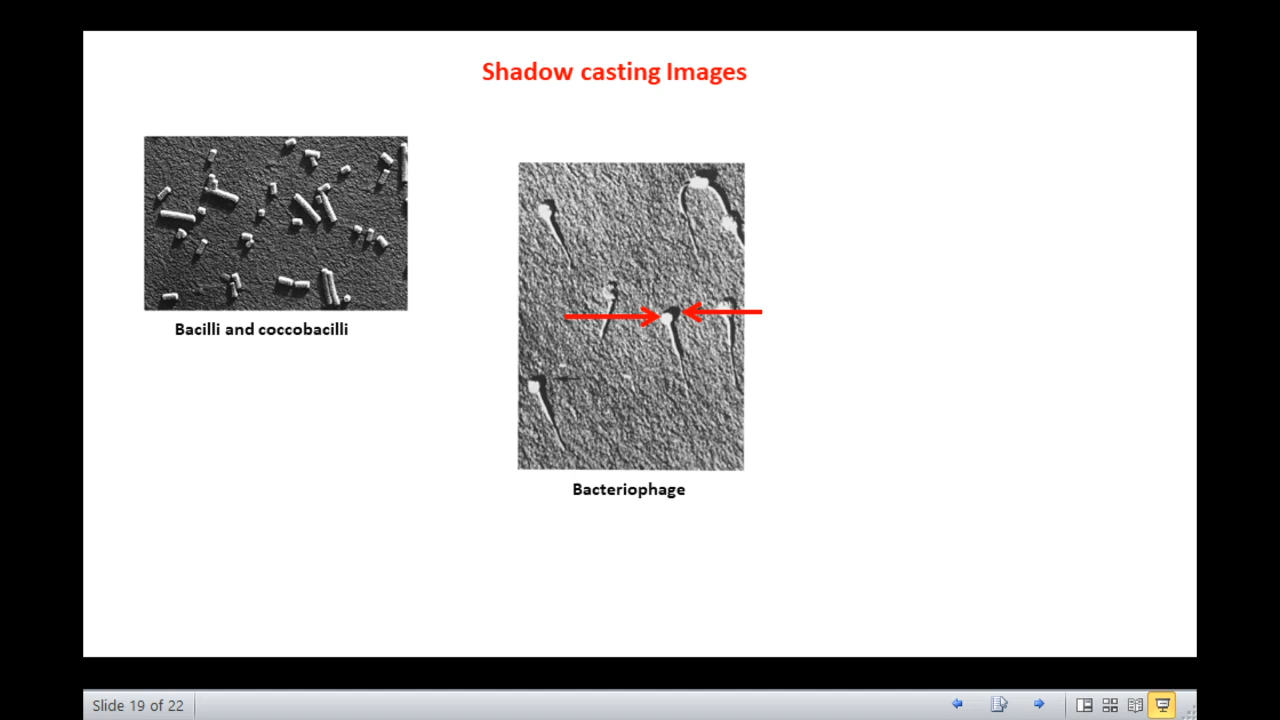 Shadow casting Images
Bacilli and coccobacilli
Bacteriophage
Slide 19 of 22